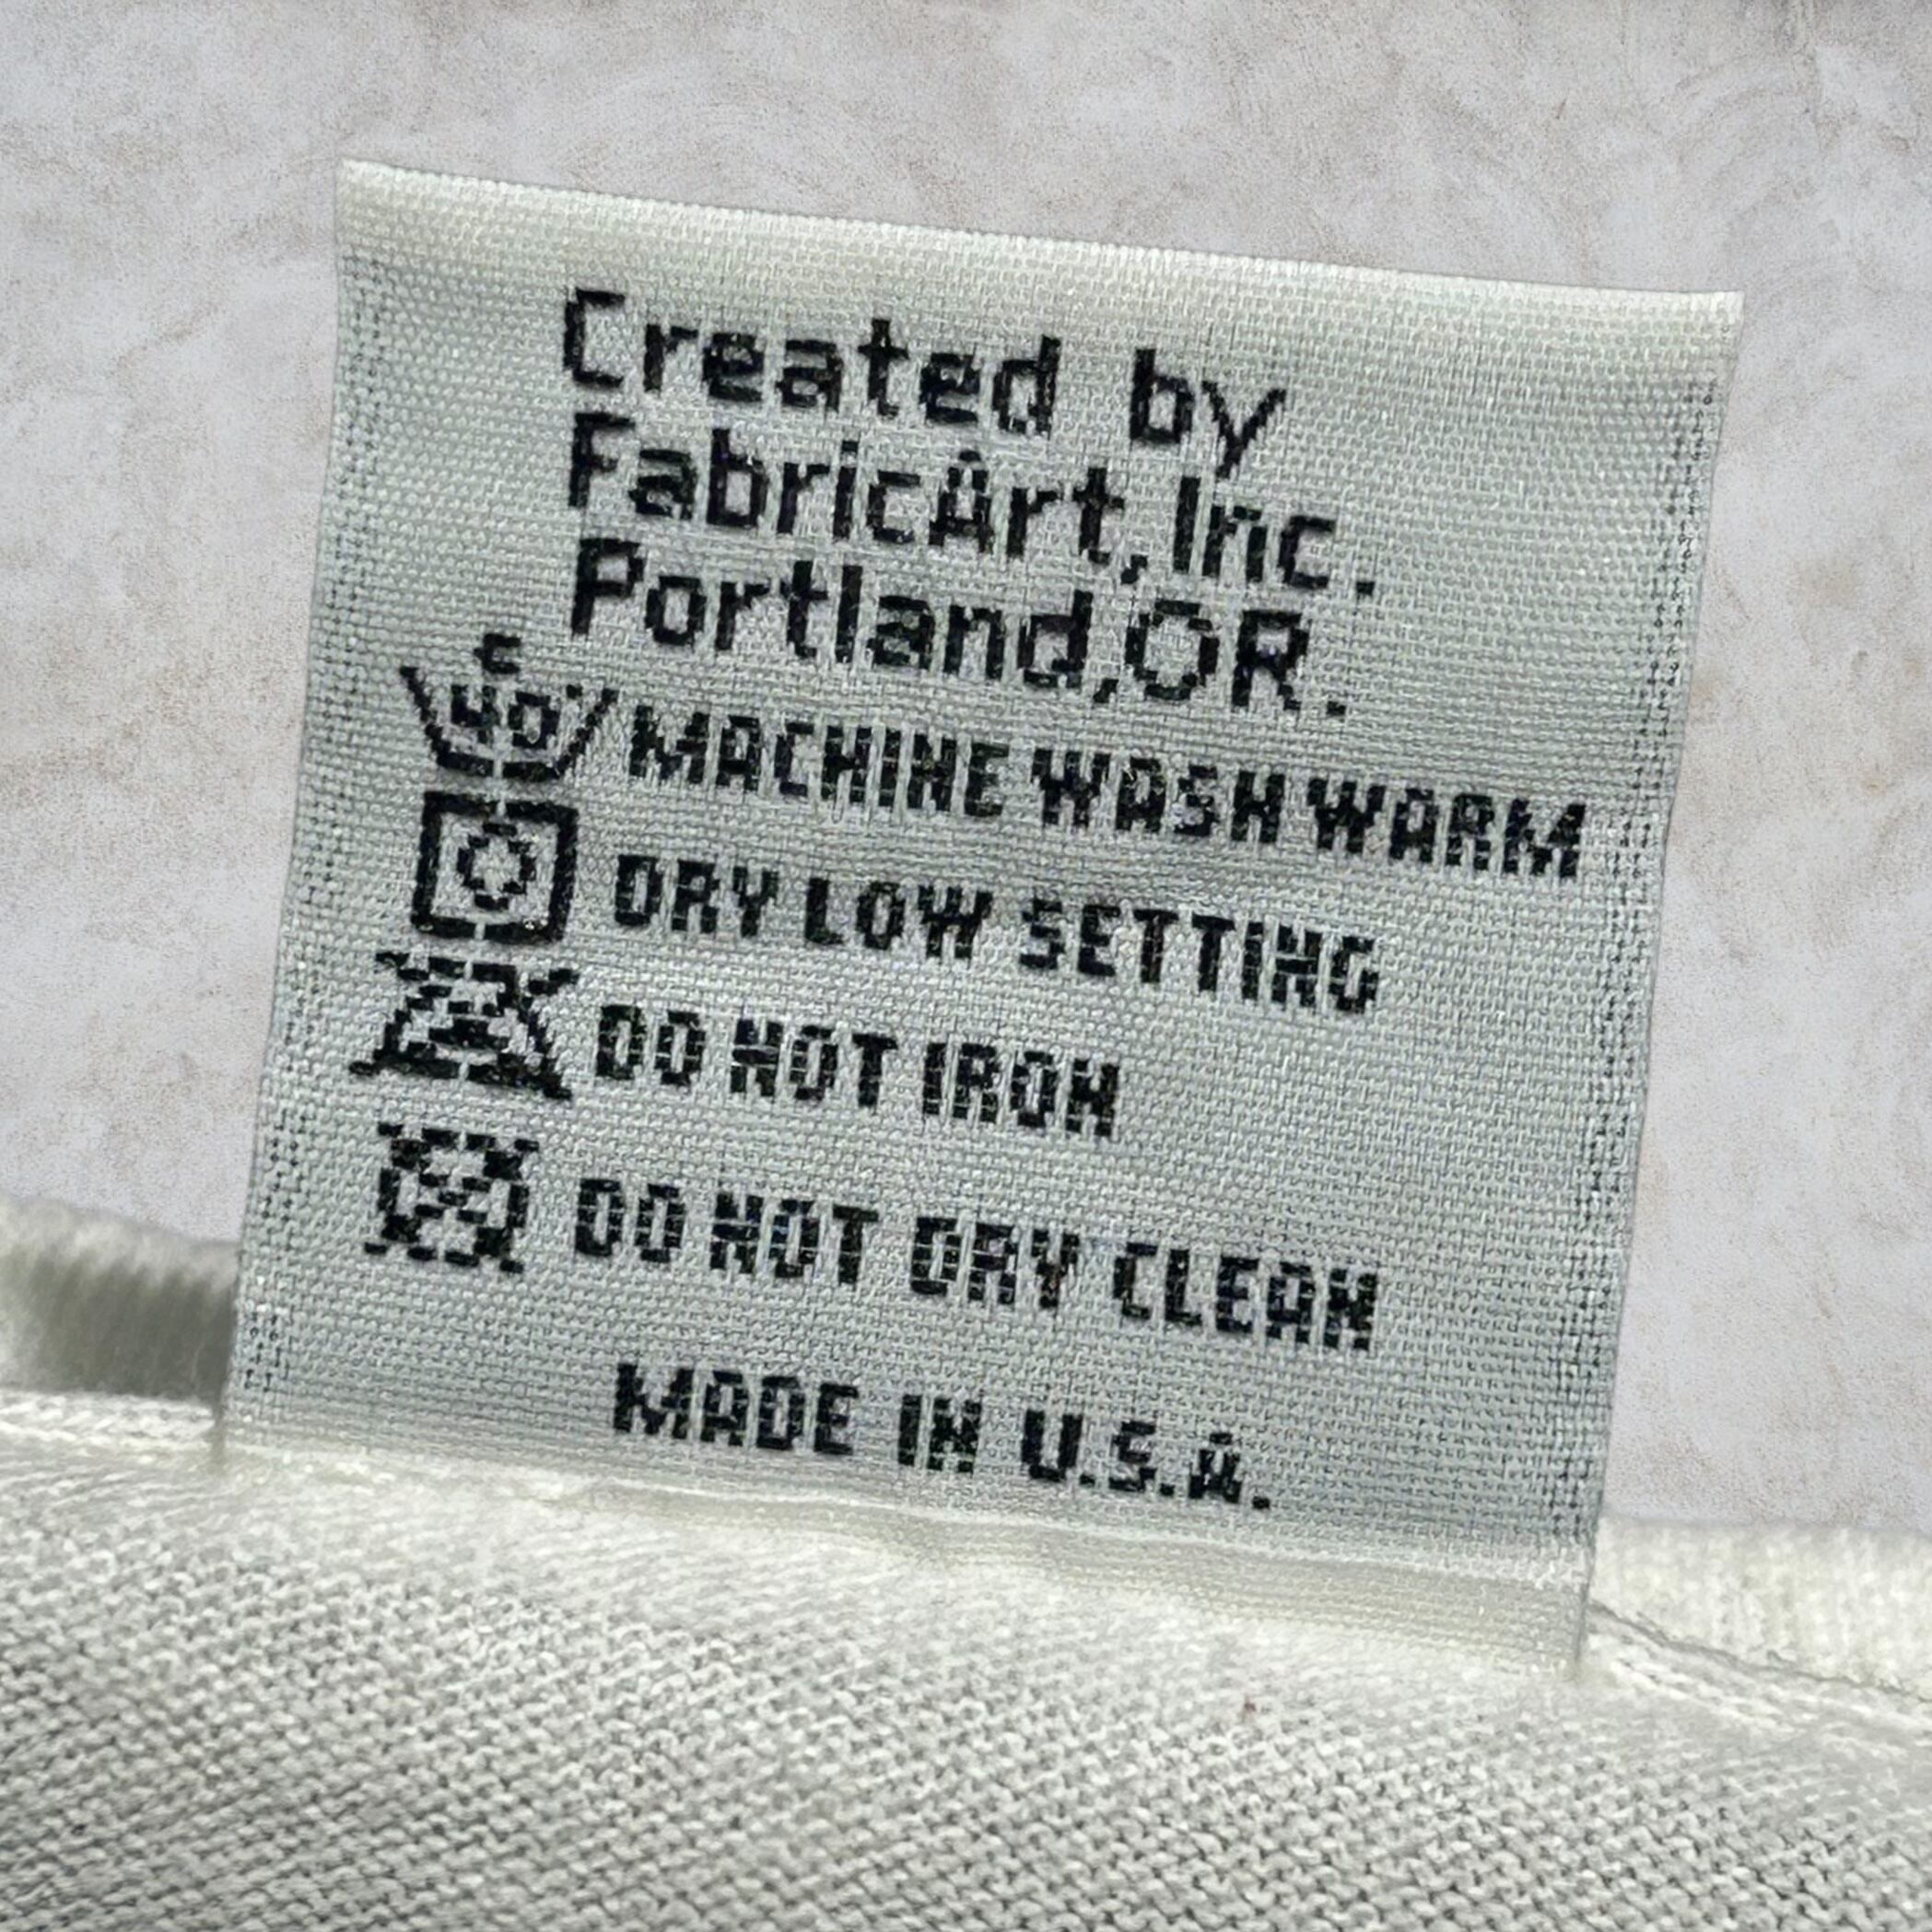 Created by
FabricArt,Inc.
Portland,OR.
40°C MACHINE WASH WARM
DRY LOW SETTING
DO NOT IRON
DO NOT DRY CLEAN
MADE IN U.S.A.